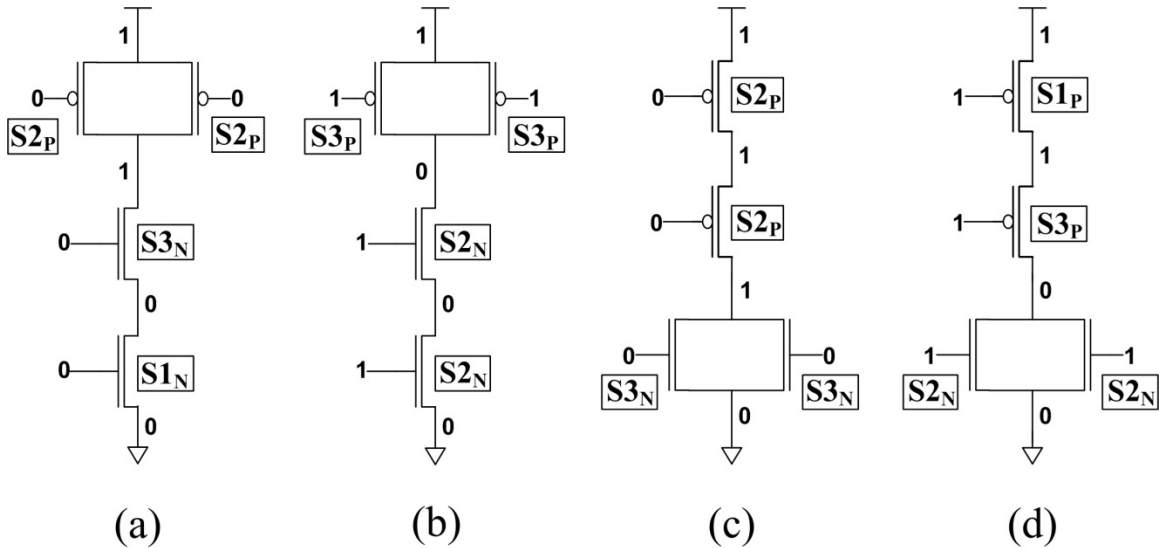 1 1 1 1
0 0 1 1 0 S2P 1 S1P
S2P S2P S3P S3P
1 0 1 1
0 S3N 1 S2N 0 S2P 1 S3P
0 0 1 0
0 S1N 1 S2N 0 0 1 1
S3N S3N S2N S2N
0 0 0 0
(a) (b) (c) (d)